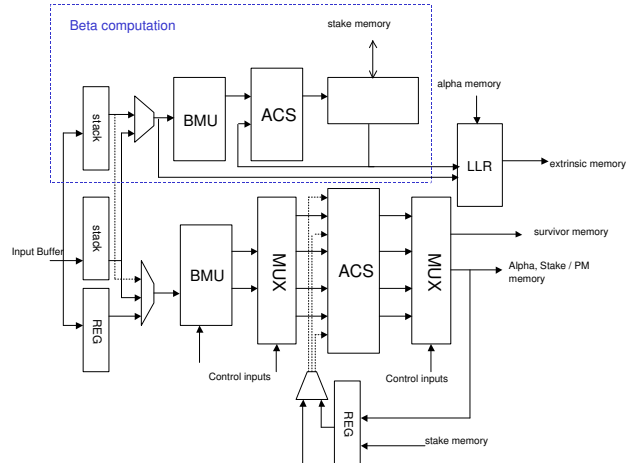 Beta computation
stake memory
alpha memory
stack
BMU
ACS
LLR
extrinsic memory
stack
Input Buffer
BMU
MUX
ACS
MUX
survivor memory
Alpha, Stake / PM
memory
REG
Control inputs
Control inputs
REG
stake memory